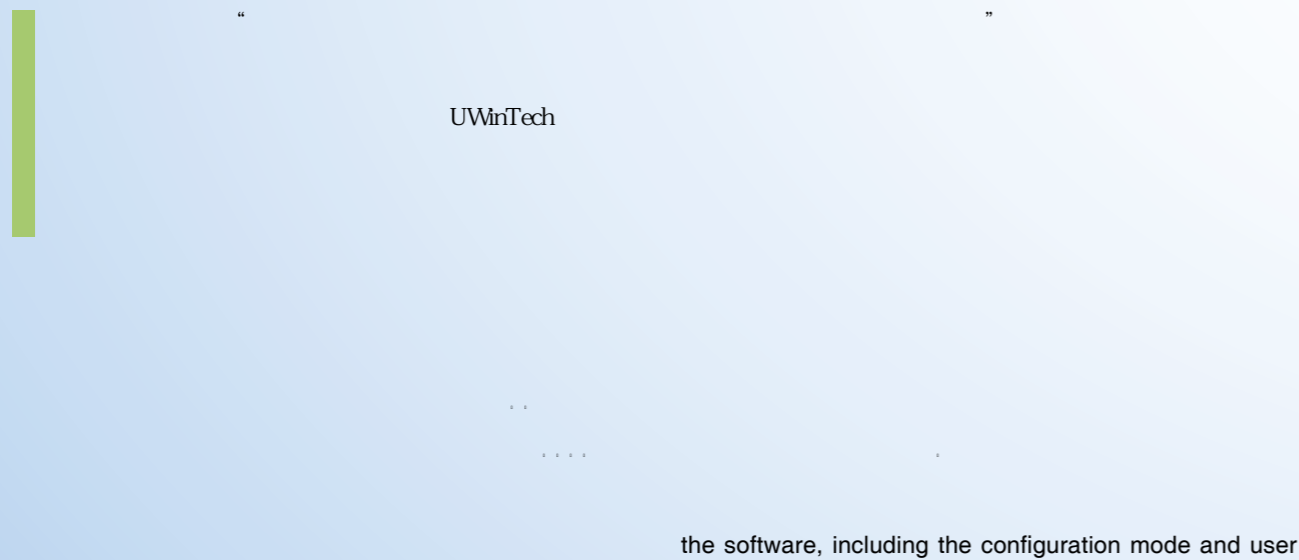 “ ”
UWinTech
the software, including the configuration mode and user